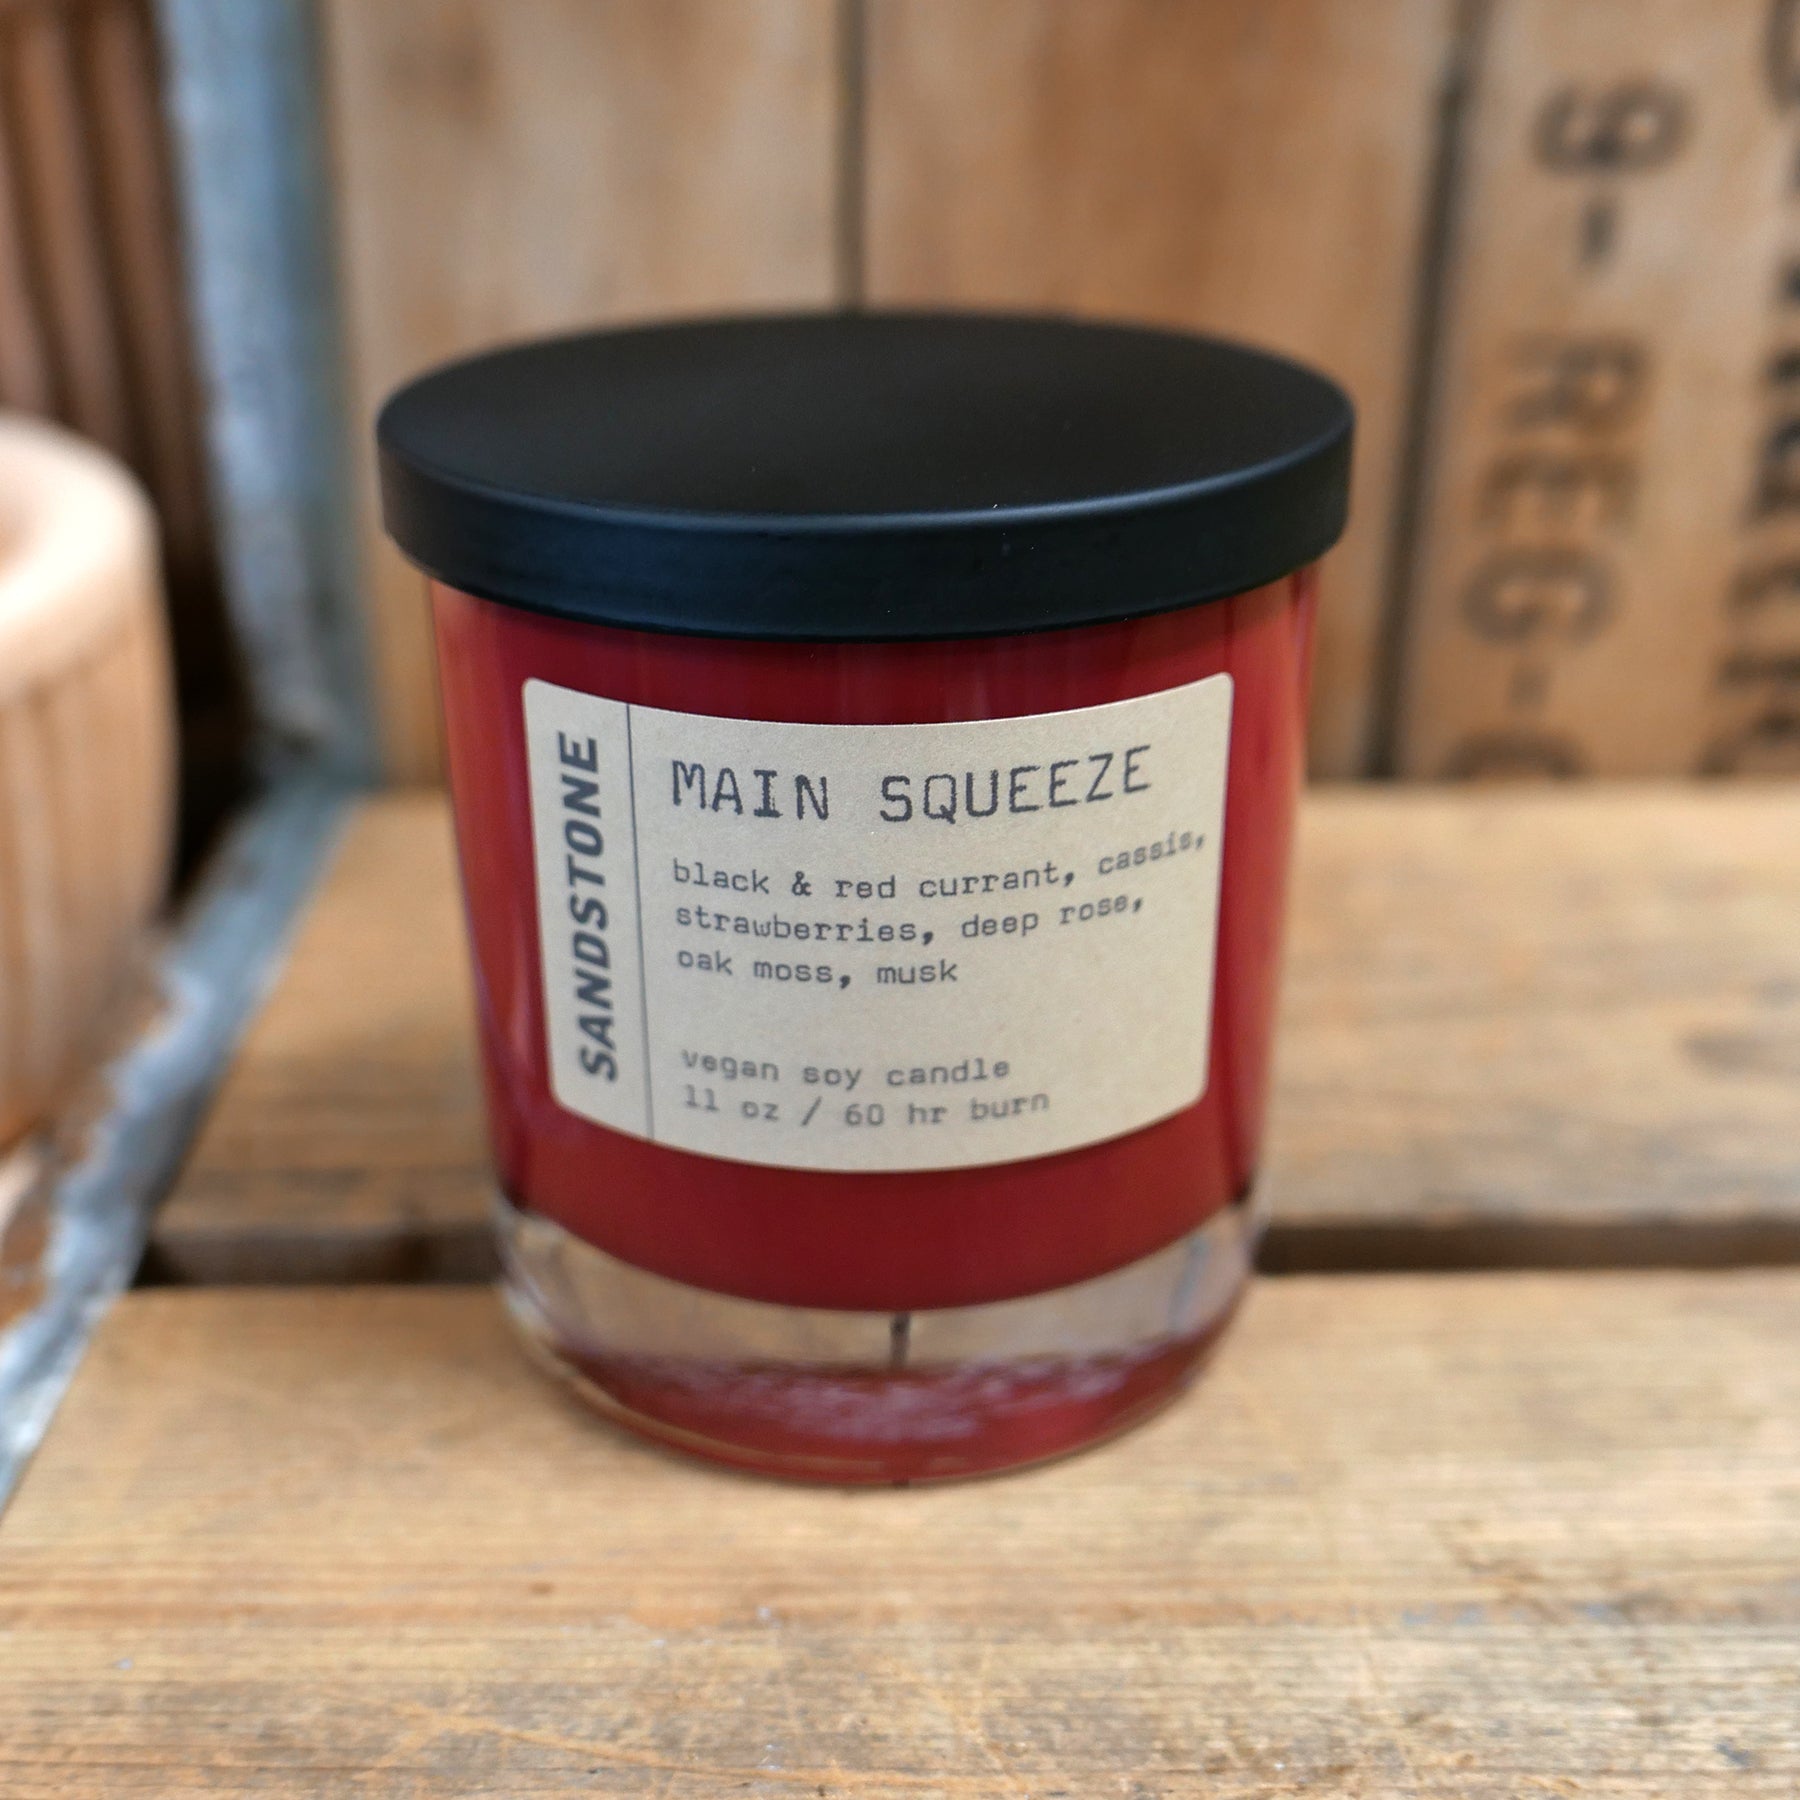 SANDSTONE
MAIN SQUEEZE
black & red currant, cassis,
strawberries, deep rose,
oak moss, musk
vegan soy candle
11 oz / 60 hr burn
9-REG-